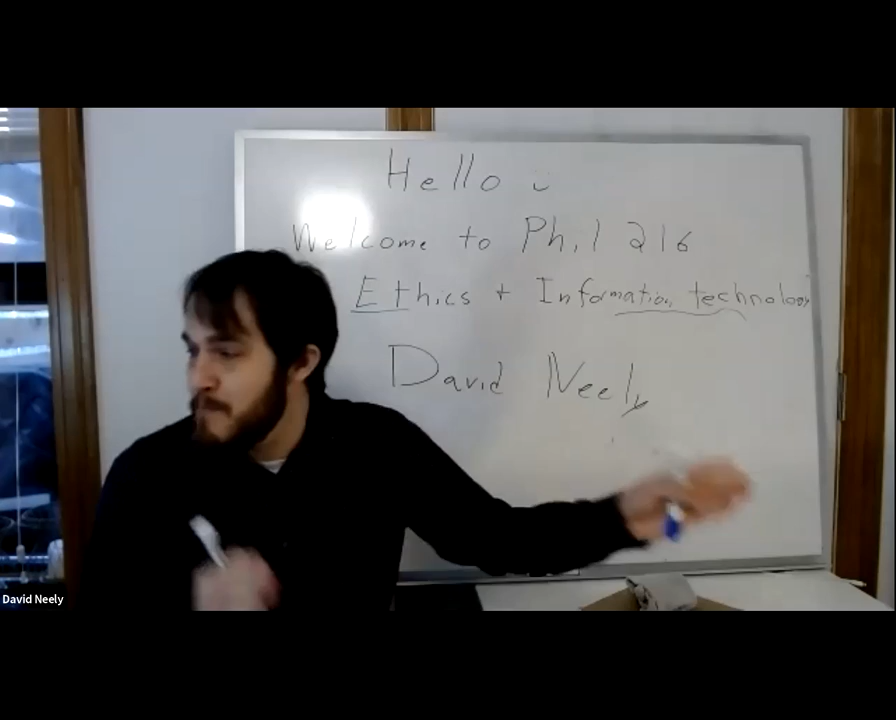 Hello
Welcome to Phil 216
Ethics + Information technology
David Neely
David Neely